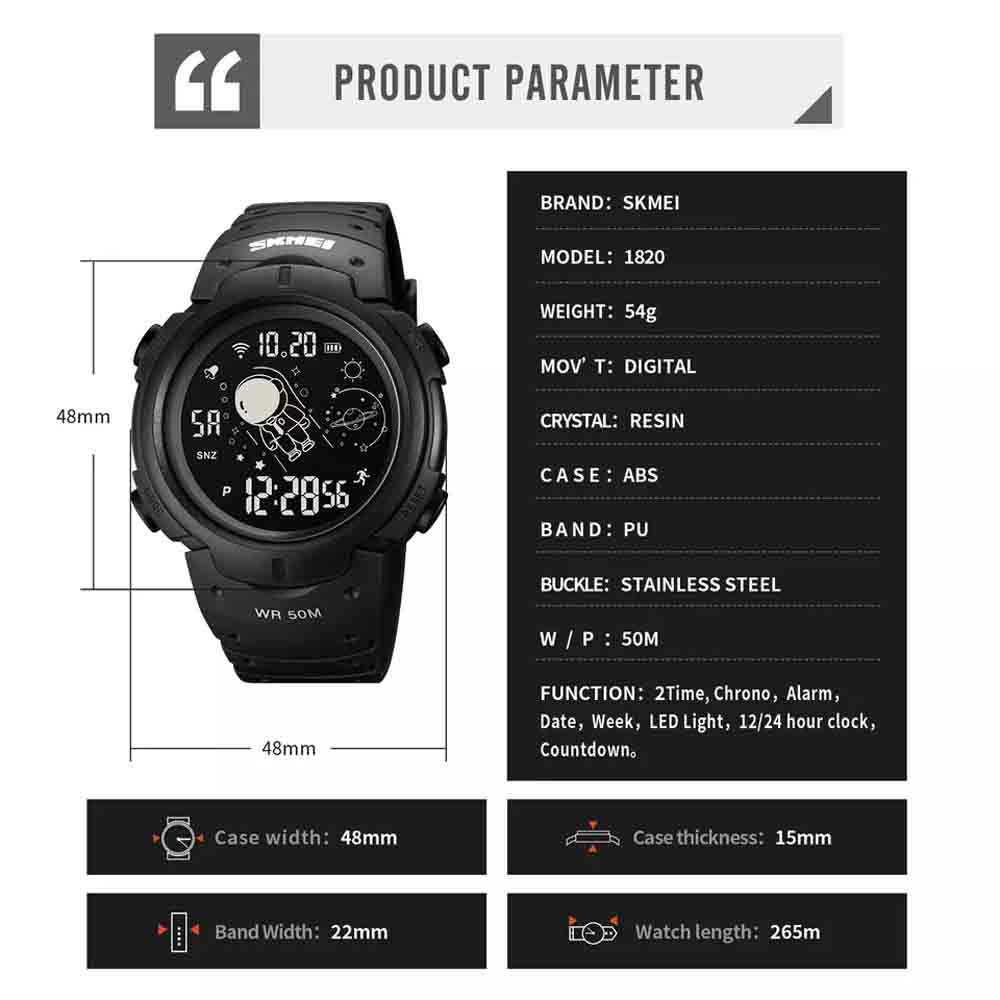 PRODUCT PARAMETER
SKMEI
10.20
SA
SNZ
P 12:28 56
RESET
WR 50M
48mm
48mm
BRAND: SKMEI
MODEL: 1820
WEIGHT: 54g
MOV' T: DIGITAL
CRYSTAL: RESIN
CASE: ABS
BAND: PU
BUCKLE: STAINLESS STEEL
W / P : 50M
FUNCTION: 2Time, Chrono, Alarm,
Date, Week, LED Light, 12/24 hour clock,
Countdown。
Case width: 48mm
Case thickness: 15mm
Band Width: 22mm
Watch length: 265m